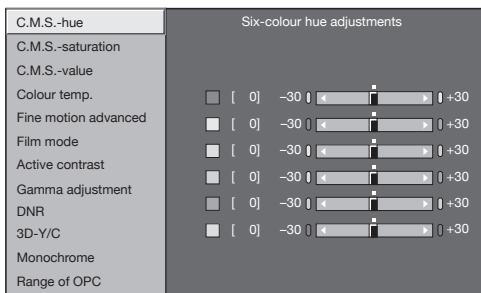 C.M.S.-hue
C.M.S.-saturation
C.M.S.-value
Colour temp.
Fine motion advanced
Film mode
Active contrast
Gamma adjustment
DNR
3D-Y/C
Monochrome
Range of OPC
Six-colour hue adjustments
[ 0] –30 +30
[ 0] –30 +30
[ 0] –30 +30
[ 0] –30 +30
[ 0] –30 +30
[ 0] –30 +30